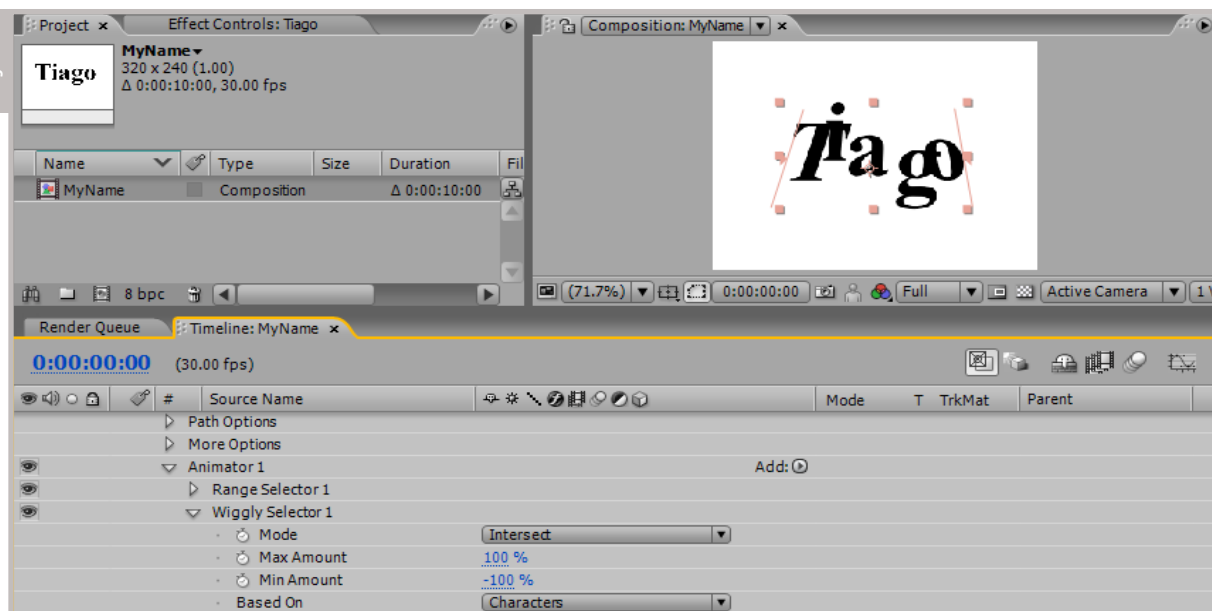 Project × Effect Controls: Tiago
MyName
320 x 240 (1.00)
Δ 0:00:10:00, 30.00 fps
Tiago
Name Type Size Duration Fil
MyName Composition Δ 0:00:10:00
8 bpc
Composition: MyName ×
Tiago
(71.7%) 0:00:00:00 Full Active Camera 1
Render Queue Timeline: MyName ×
0:00:00:00 (30.00 fps)
# Source Name Mode T TrkMat Parent
Path Options
More Options
Animator 1 Add:
Range Selector 1
Wiggly Selector 1
Mode Intersect
Max Amount 100 %
Min Amount -100 %
Based On Characters